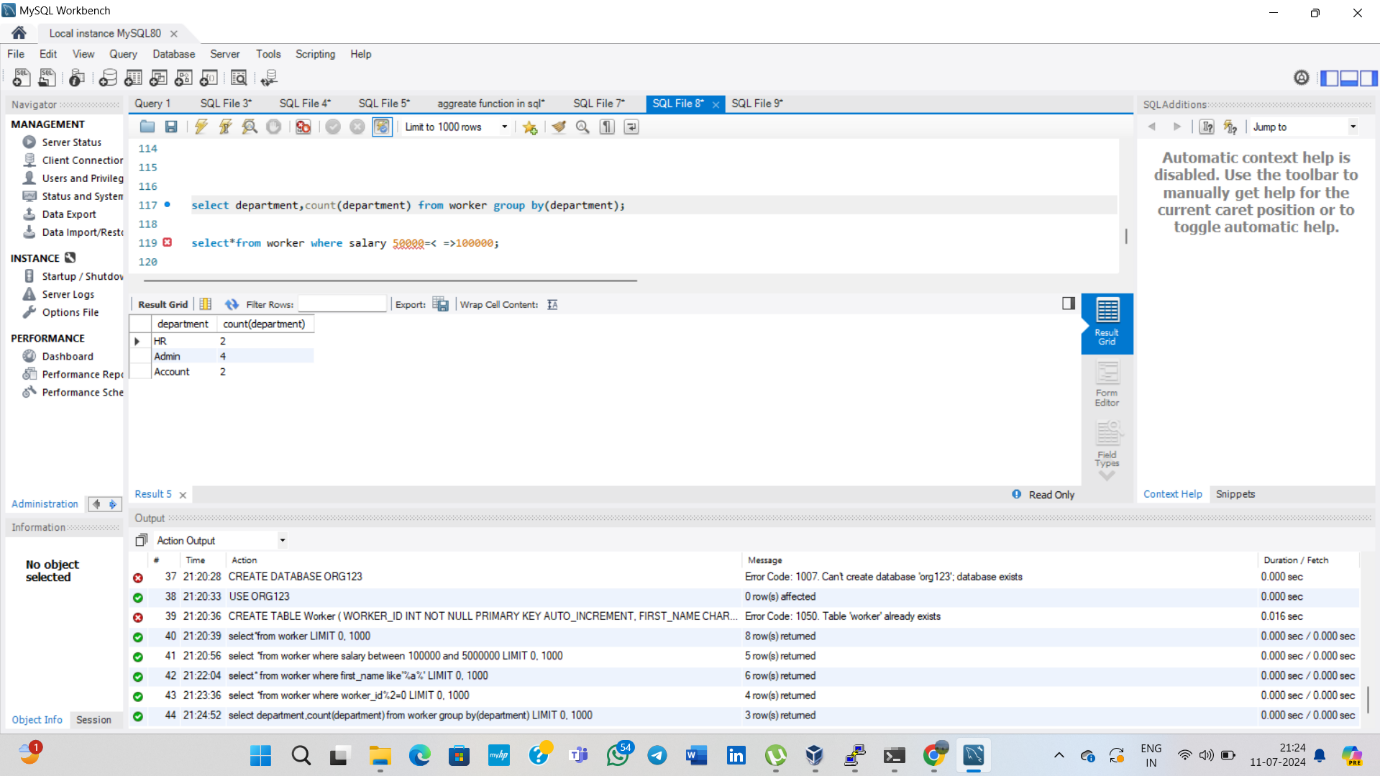 MySQL Workbench
Local instance MySQL80
File Edit View Query Database Server Tools Scripting Help
Navigator
MANAGEMENT
Server Status
Client Connection
Users and Privileg
Status and System
Data Export
Data Import/Resto
INSTANCE
Startup / Shutdow
Server Logs
Options File
PERFORMANCE
Dashboard
Performance Repo
Performance Sche
Administration
Information
No object
selected
Object Info Session
Query 1 SQL File 3* SQL File 4* SQL File 5* aggreate function in sql* SQL File 7* SQL File 8* SQL File 9*
Limit to 1000 rows
114
115
116
117 select department,count(department) from worker group by(department);
118
119 select*from worker where salary 50000=< =>100000;
120
Result Grid Filter Rows: Export: Wrap Cell Content:
department count(department)
HR 2
Admin 4
Account 2
Result
Grid
Form
Editor
Field
Types
Result 5
Read Only
SQLAdditions
Jump to
Automatic context help is
disabled. Use the toolbar to
manually get help for the
current caret position or to
toggle automatic help.
Context Help Snippets
Output
Action Output
# Time Action Message Duration / Fetch
37 21:20:28 CREATE DATABASE ORG123 Error Code: 1007. Can't create database 'org123'; database exists 0.000 sec
38 21:20:33 USE ORG123 0 row(s) affected 0.000 sec
39 21:20:36 CREATE TABLE Worker ( WORKER_ID INT NOT NULL PRIMARY KEY AUTO_INCREMENT, FIRST_NAME CHAR... Error Code: 1050. Table 'worker' already exists 0.016 sec
40 21:20:39 select*from worker LIMIT 0, 1000 8 row(s) returned 0.000 sec / 0.000 sec
41 21:20:56 select *from worker where salary between 100000 and 5000000 LIMIT 0, 1000 5 row(s) returned 0.000 sec / 0.000 sec
42 21:22:04 select* from worker where first_name like'%a%' LIMIT 0, 1000 6 row(s) returned 0.000 sec / 0.000 sec
43 21:23:36 select *from worker where worker_id%2=0 LIMIT 0, 1000 4 row(s) returned 0.000 sec / 0.000 sec
44 21:24:52 select department,count(department) from worker group by(department) LIMIT 0, 1000 3 row(s) returned 0.000 sec / 0.000 sec
1
54
ENG
IN
21:24
11-07-2024